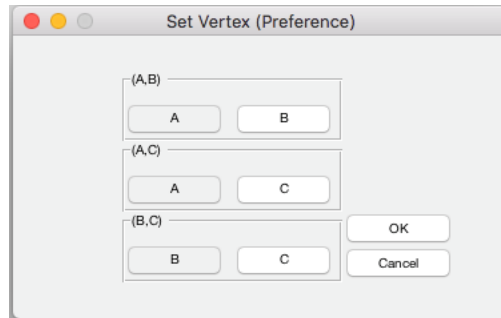 Set Vertex (Preference)
(A,B)
A B
(A,C)
A C
(B,C)
B C
OK
Cancel